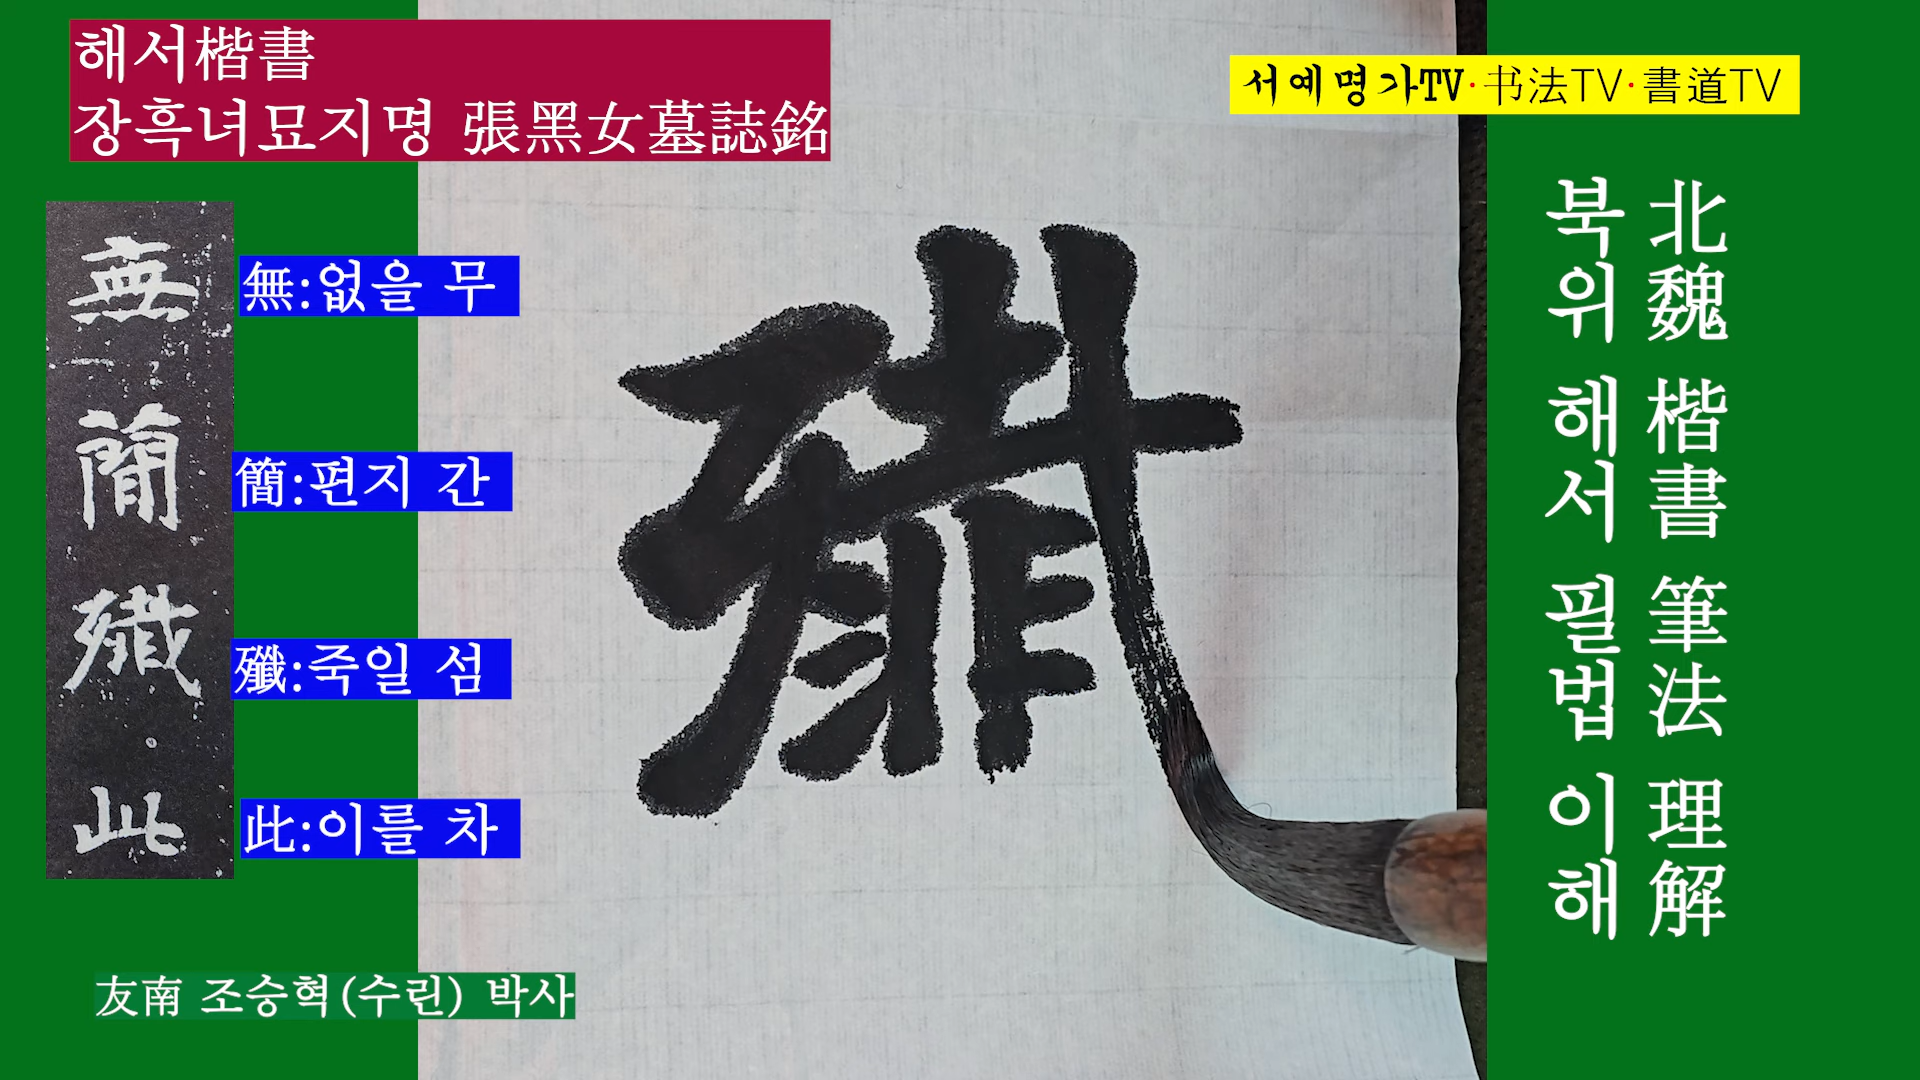 해서楷書
장흑녀묘지명 張黑女墓誌銘
서예명가TV·书法TV·書道TV
無
簡
殲
此
無:없을 무
簡:편지 간
殲:죽일 섬
此:이를 차
북위 해서 필법 이해
北魏 楷書 筆法 理解
友南 조승혁(수린) 박사